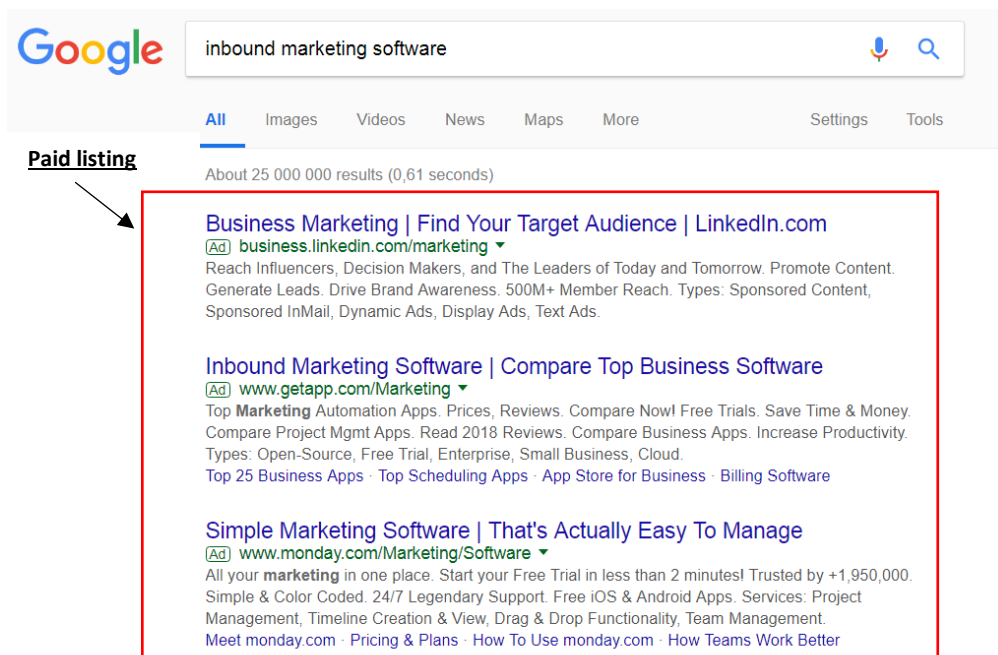 Google
inbound marketing software
All Images Videos News Maps More Settings Tools
Paid listing
About 25 000 000 results (0,61 seconds)
Business Marketing | Find Your Target Audience | LinkedIn.com
Ad business.linkedin.com/marketing
Reach Influencers, Decision Makers, and The Leaders of Today and Tomorrow. Promote Content.
Generate Leads. Drive Brand Awareness. 500M+ Member Reach. Types: Sponsored Content,
Sponsored InMail, Dynamic Ads, Display Ads, Text Ads.
Inbound Marketing Software | Compare Top Business Software
Ad www.getapp.com/Marketing
Top Marketing Automation Apps. Prices, Reviews. Compare Now! Free Trials. Save Time & Money.
Compare Project Mgmt Apps. Read 2018 Reviews. Compare Business Apps. Increase Productivity.
Types: Open-Source, Free Trial, Enterprise, Small Business, Cloud.
Top 25 Business Apps · Top Scheduling Apps · App Store for Business · Billing Software
Simple Marketing Software | That's Actually Easy To Manage
Ad www.monday.com/Marketing/Software
All your marketing in one place. Start your Free Trial in less than 2 minutes! Trusted by +1,950,000.
Simple & Color Coded. 24/7 Legendary Support. Free iOS & Android Apps. Services: Project
Management, Timeline Creation & View, Drag & Drop Functionality, Team Management.
Meet monday.com · Pricing & Plans · How To Use monday.com · How Teams Work Better